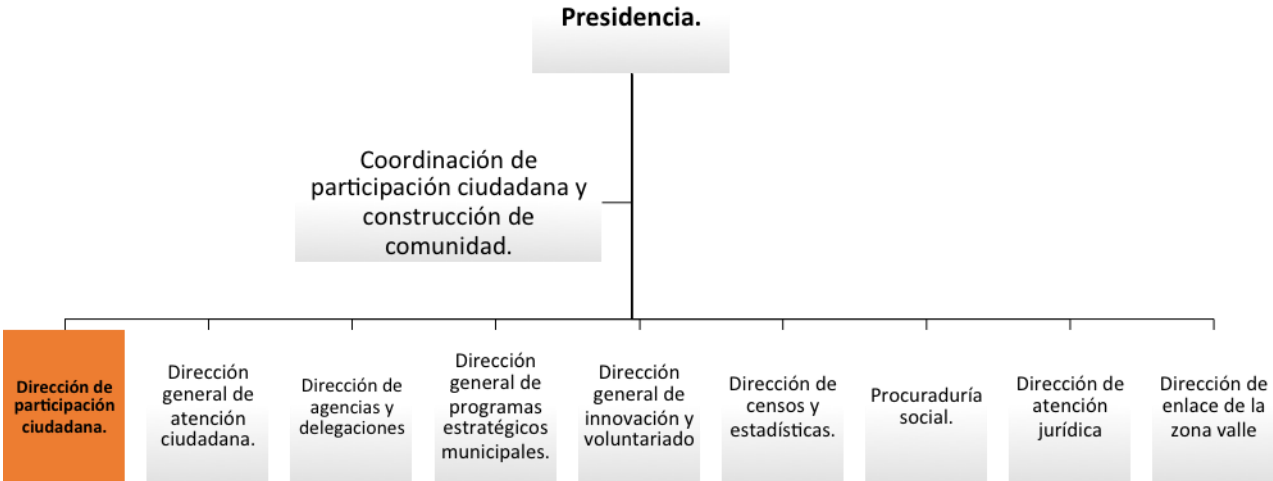 Presidencia.
Coordinación de
participación ciudadana y
construcción de
comunidad.
Dirección de
participación
ciudadana.
Dirección
general de
atención
ciudadana.
Dirección de
agencias y
delegaciones
Dirección
general de
programas
estratégicos
municipales.
Dirección
general de
innovación y
voluntariado
Dirección de
censos y
estadísticas.
Procuraduría
social.
Dirección de
atención
jurídica
Dirección de
enlace de la
zona valle